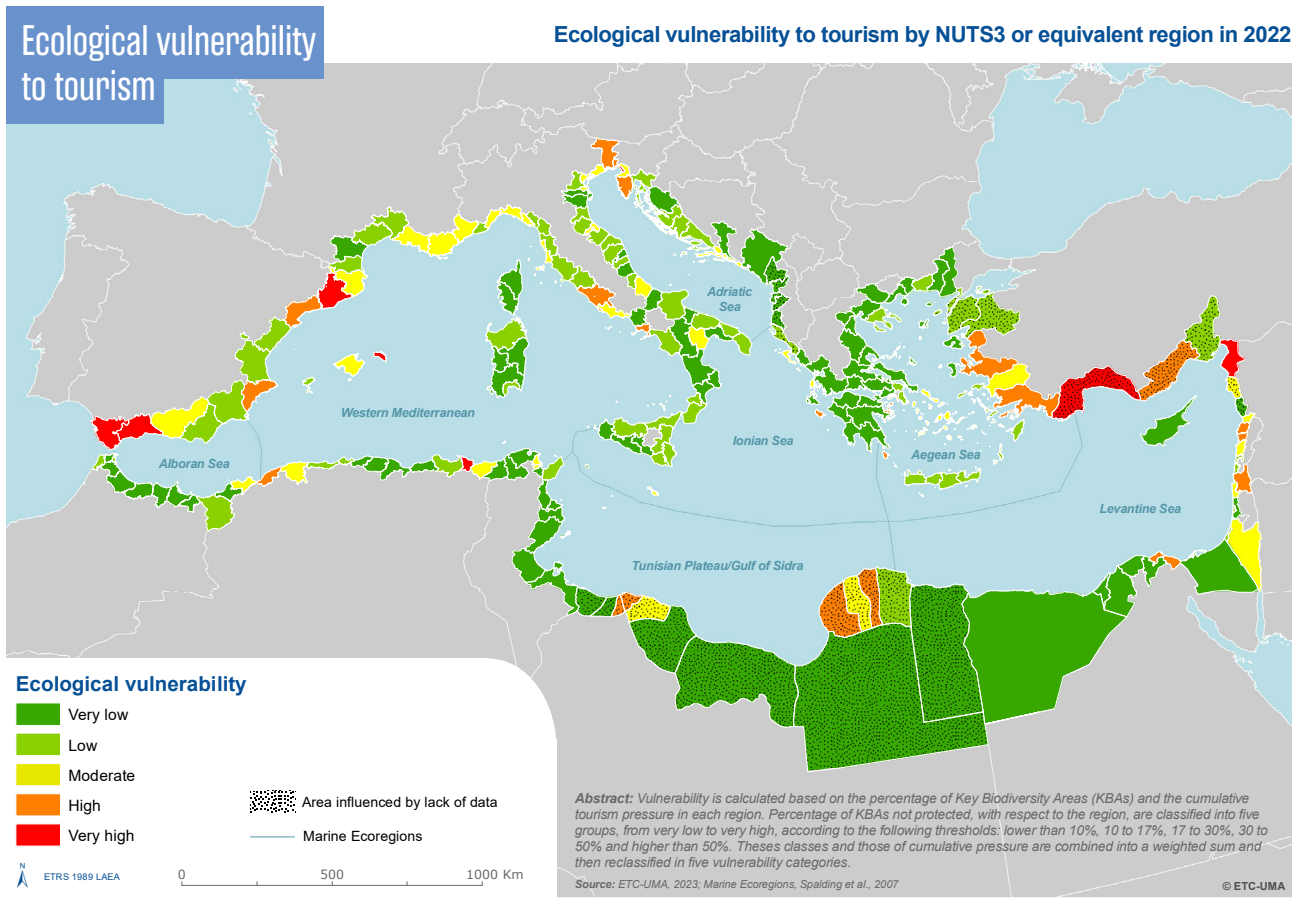 Ecological vulnerability
to tourism
Ecological vulnerability to tourism by NUTS3 or equivalent region in 2022
Adriatic
Sea
Western Mediterranean
Ionian Sea
Alboran Sea
Aegean Sea
Levantine Sea
Tunisian Plateau/Gulf of Sidra
Ecological vulnerability
Very low
Low
Moderate
High
Very high
Area influenced by lack of data
Marine Ecoregions
N
ETRS 1989 LAEA
0 500 1000 Km
Abstract: Vulnerability is calculated based on the percentage of Key Biodiversity Areas (KBAs) and the cumulative
tourism pressure in each region. Percentage of KBAs not protected, with respect to the region, are classified into five
groups, from very low to very high, according to the following thresholds: lower than 10%, 10 to 17%, 17 to 30%, 30 to
50% and higher than 50%. Theses classes and those of cumulative pressure are combined into a weighted sum and
then reclassified in five vulnerability categories.
Source: ETC-UMA, 2023; Marine Ecoregions, Spalding et al., 2007
© ETC-UMA